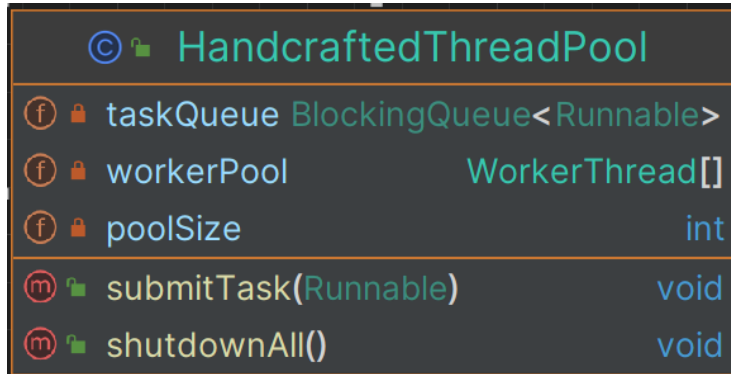 HandcraftedThreadPool
taskQueue BlockingQueue<Runnable>
workerPool WorkerThread[]
poolSize int
submitTask(Runnable) void
shutdownAll() void